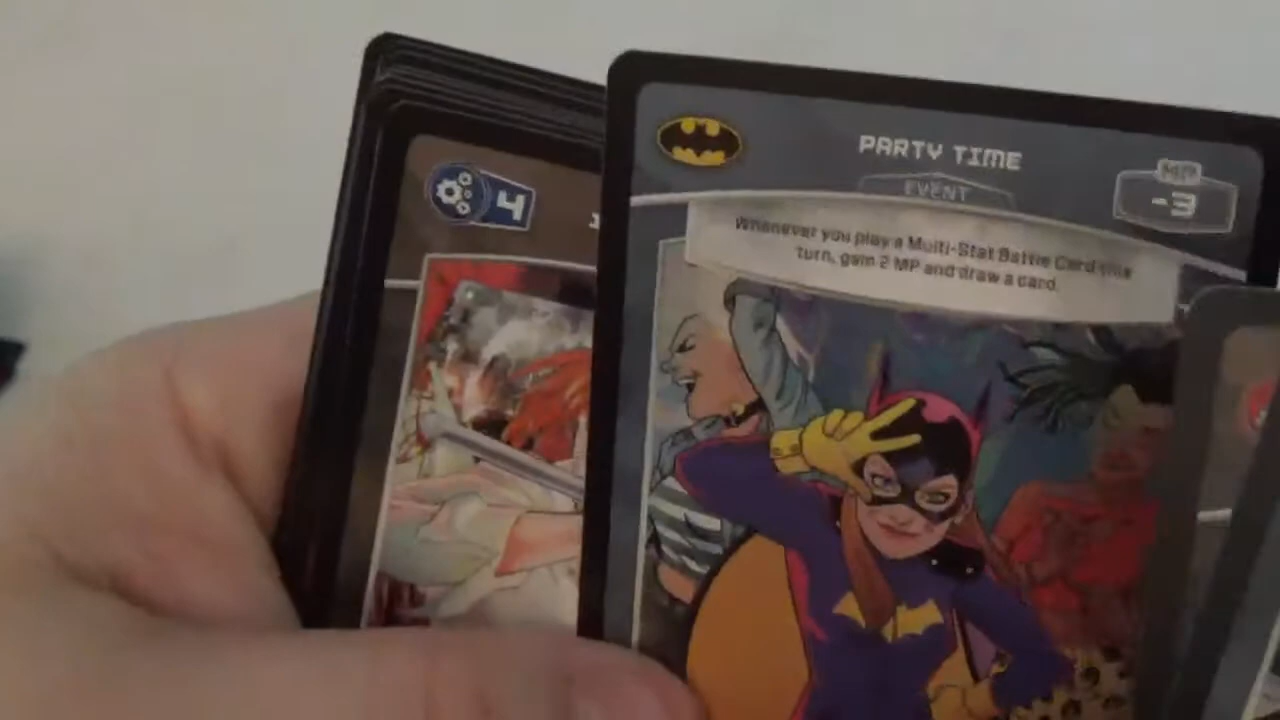 4
PARTY TIME
EVENT
MP
-3
Whenever you play a Multi-Stat Battle Card this
turn, gain 2 MP and draw a card.